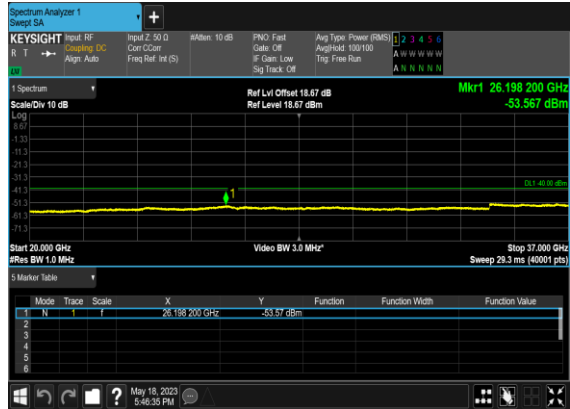 Spectrum Analyzer 1
Swept SA
+
KEYSIGHT Input: RF Input Z: 50 Ω #Atten: 10 dB PNO: Fast Avg Type: Power (RMS) 1 2 3 4 5 6
R T Coupling: DC Corr CCorr Gate: Off Avg|Hold: 100/100 A W W W W W
Align: Auto Freq Ref: Int (S) IF Gain: Low Trig: Free Run
Sig Track: Off A N N N N N
1 Spectrum Ref Lvl Offset 18.67 dB Mkr1 26.198 200 GHz
Scale/Div 10 dB Ref Level 18.67 dBm -53.567 dBm
Log
8.67
-1.33
-11.3
-21.3
-31.3
DL1 -40.00 dBm
-41.3
1
-51.3
-61.3
-71.3
Start 20.000 GHz Video BW 3.0 MHz* Stop 37.000 GHz
#Res BW 1.0 MHz Sweep 29.3 ms (40001 pts)
5 Marker Table
Mode Trace Scale X Y Function Function Width Function Value
1 N 1 f 26.198 200 GHz -53.57 dBm
2
3
4
5
6
?
May 18, 2023
5:46:35 PM